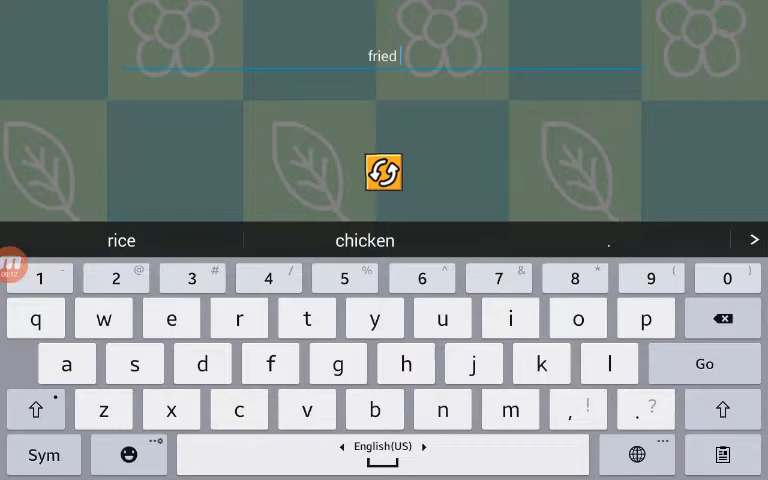 fried
rice chicken .
1 - 2 @ 3 # 4 / 5 % 6 ^ 7 & 8 * 9 ( 0 )
q w e r t y u i o p
a s d f g h j k l Go
z x c v b n m , ! . ?
Sym English(US)